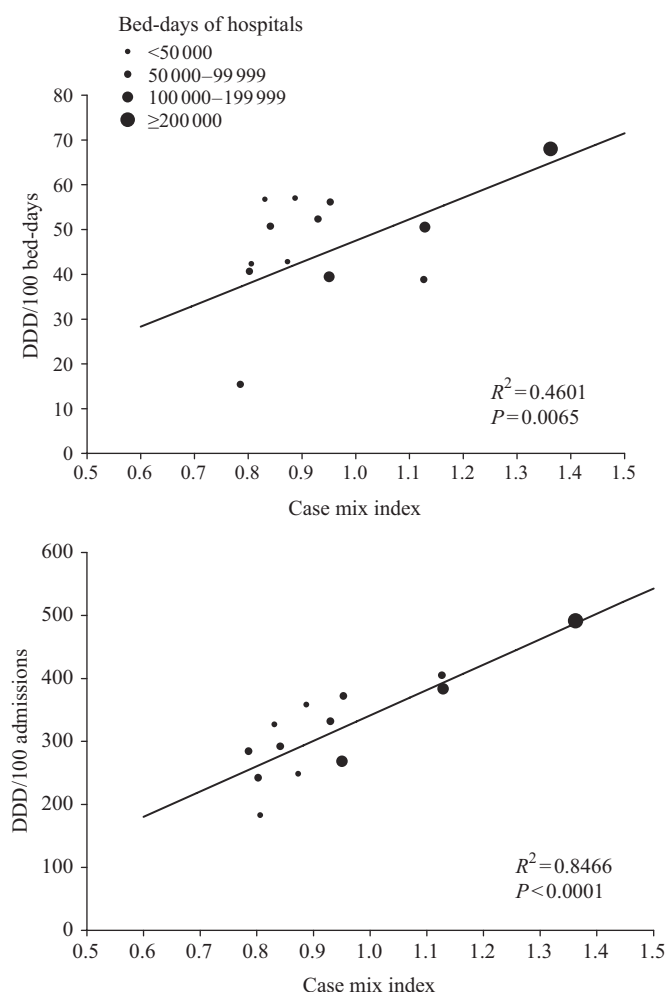 Bed-days of hospitals
<50 000
50 000–99 999
100 000–199 999
≥200 000
80
70
60
50
40
30
20
10
0
DDD/100 bed-days
R²=0.4601
P=0.0065
0.5 0.6 0.7 0.8 0.9 1.0 1.1 1.2 1.3 1.4 1.5
Case mix index
600
500
400
300
200
100
0
DDD/100 admissions
R²=0.8466
P<0.0001
0.5 0.6 0.7 0.8 0.9 1.0 1.1 1.2 1.3 1.4 1.5
Case mix index